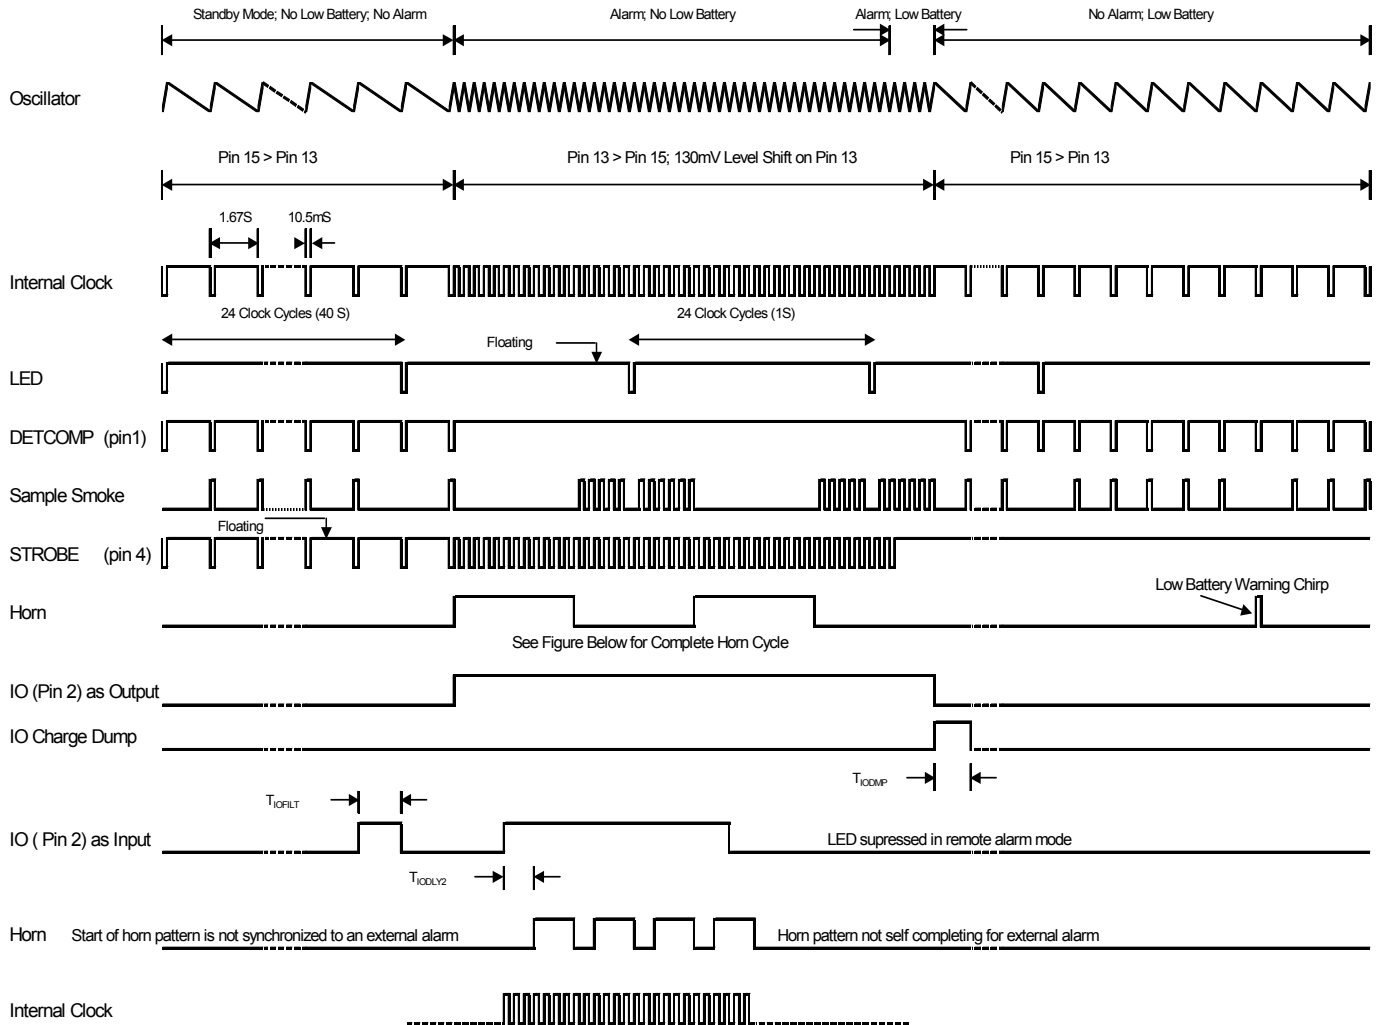 Standby Mode; No Low Battery; No Alarm
Alarm; No Low Battery
Alarm; Low Battery
No Alarm; Low Battery
Oscillator
Pin 15 > Pin 13
Pin 13 > Pin 15; 130mV Level Shift on Pin 13
Pin 15 > Pin 13
1.67S
10.5mS
Internal Clock
24 Clock Cycles (40 S)
24 Clock Cycles (1S)
Floating
LED
DETCOMP (pin1)
Sample Smoke
Floating
STROBE (pin 4)
Low Battery Warning Chirp
Horn
See Figure Below for Complete Horn Cycle
IO (Pin 2) as Output
IO Charge Dump
TIODMP
TIOFILT
IO ( Pin 2) as Input
LED supressed in remote alarm mode
TIODLY2
Horn
Start of horn pattern is not synchronized to an external alarm
Horn pattern not self completing for external alarm
Internal Clock